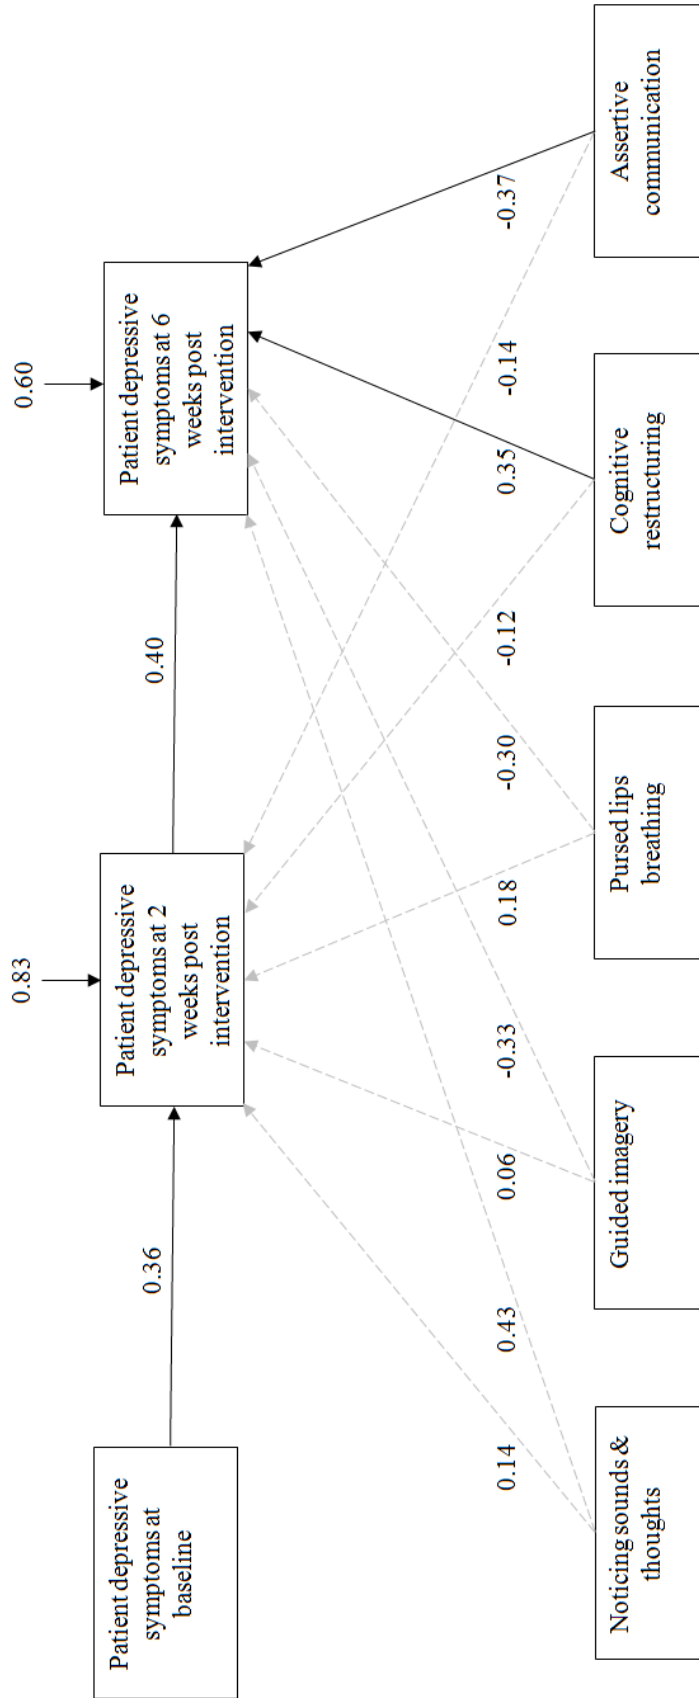 0.83
0.60
Patient depressive
symptoms at
baseline
0.36
Patient depressive
symptoms at 2
weeks post
intervention
0.40
Patient depressive
symptoms at 6
weeks post
intervention
0.14
0.43
0.06
-0.33
0.18
-0.30
-0.12
0.35
-0.14
-0.37
Noticing sounds &
thoughts
Guided imagery
Pursed lips
breathing
Cognitive
restructuring
Assertive
communication